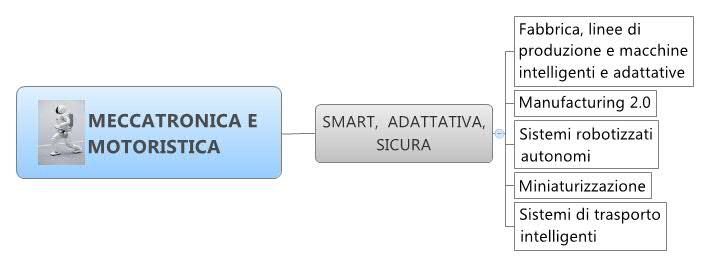 MECCATRONICA E
MOTORISTICA
SMART, ADATTATIVA,
SICURA
Fabbrica, linee di
produzione e macchine
intelligenti e adattative
Manufacturing 2.0
Sistemi robotizzati
autonomi
Miniaturizzazione
Sistemi di trasporto
intelligenti